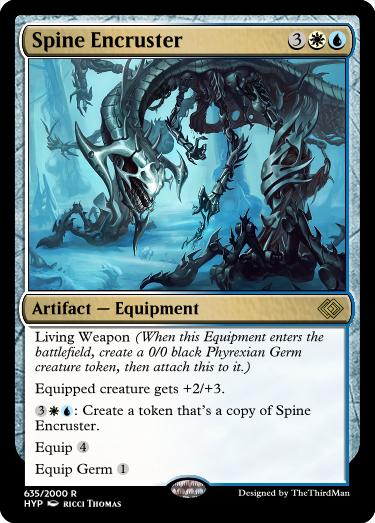 Spine Encruster 3
Artifact — Equipment
Living Weapon (When this Equipment enters the
battlefield, create a 0/0 black Phyrexian Germ
creature token, then attach this to it.)
Equipped creature gets +2/+3.
3: Create a token that's a copy of Spine
Encruster.
Equip 4
Equip Germ 1
635/2000 R
HYP RICCI THOMAS
Designed by TheThirdMan